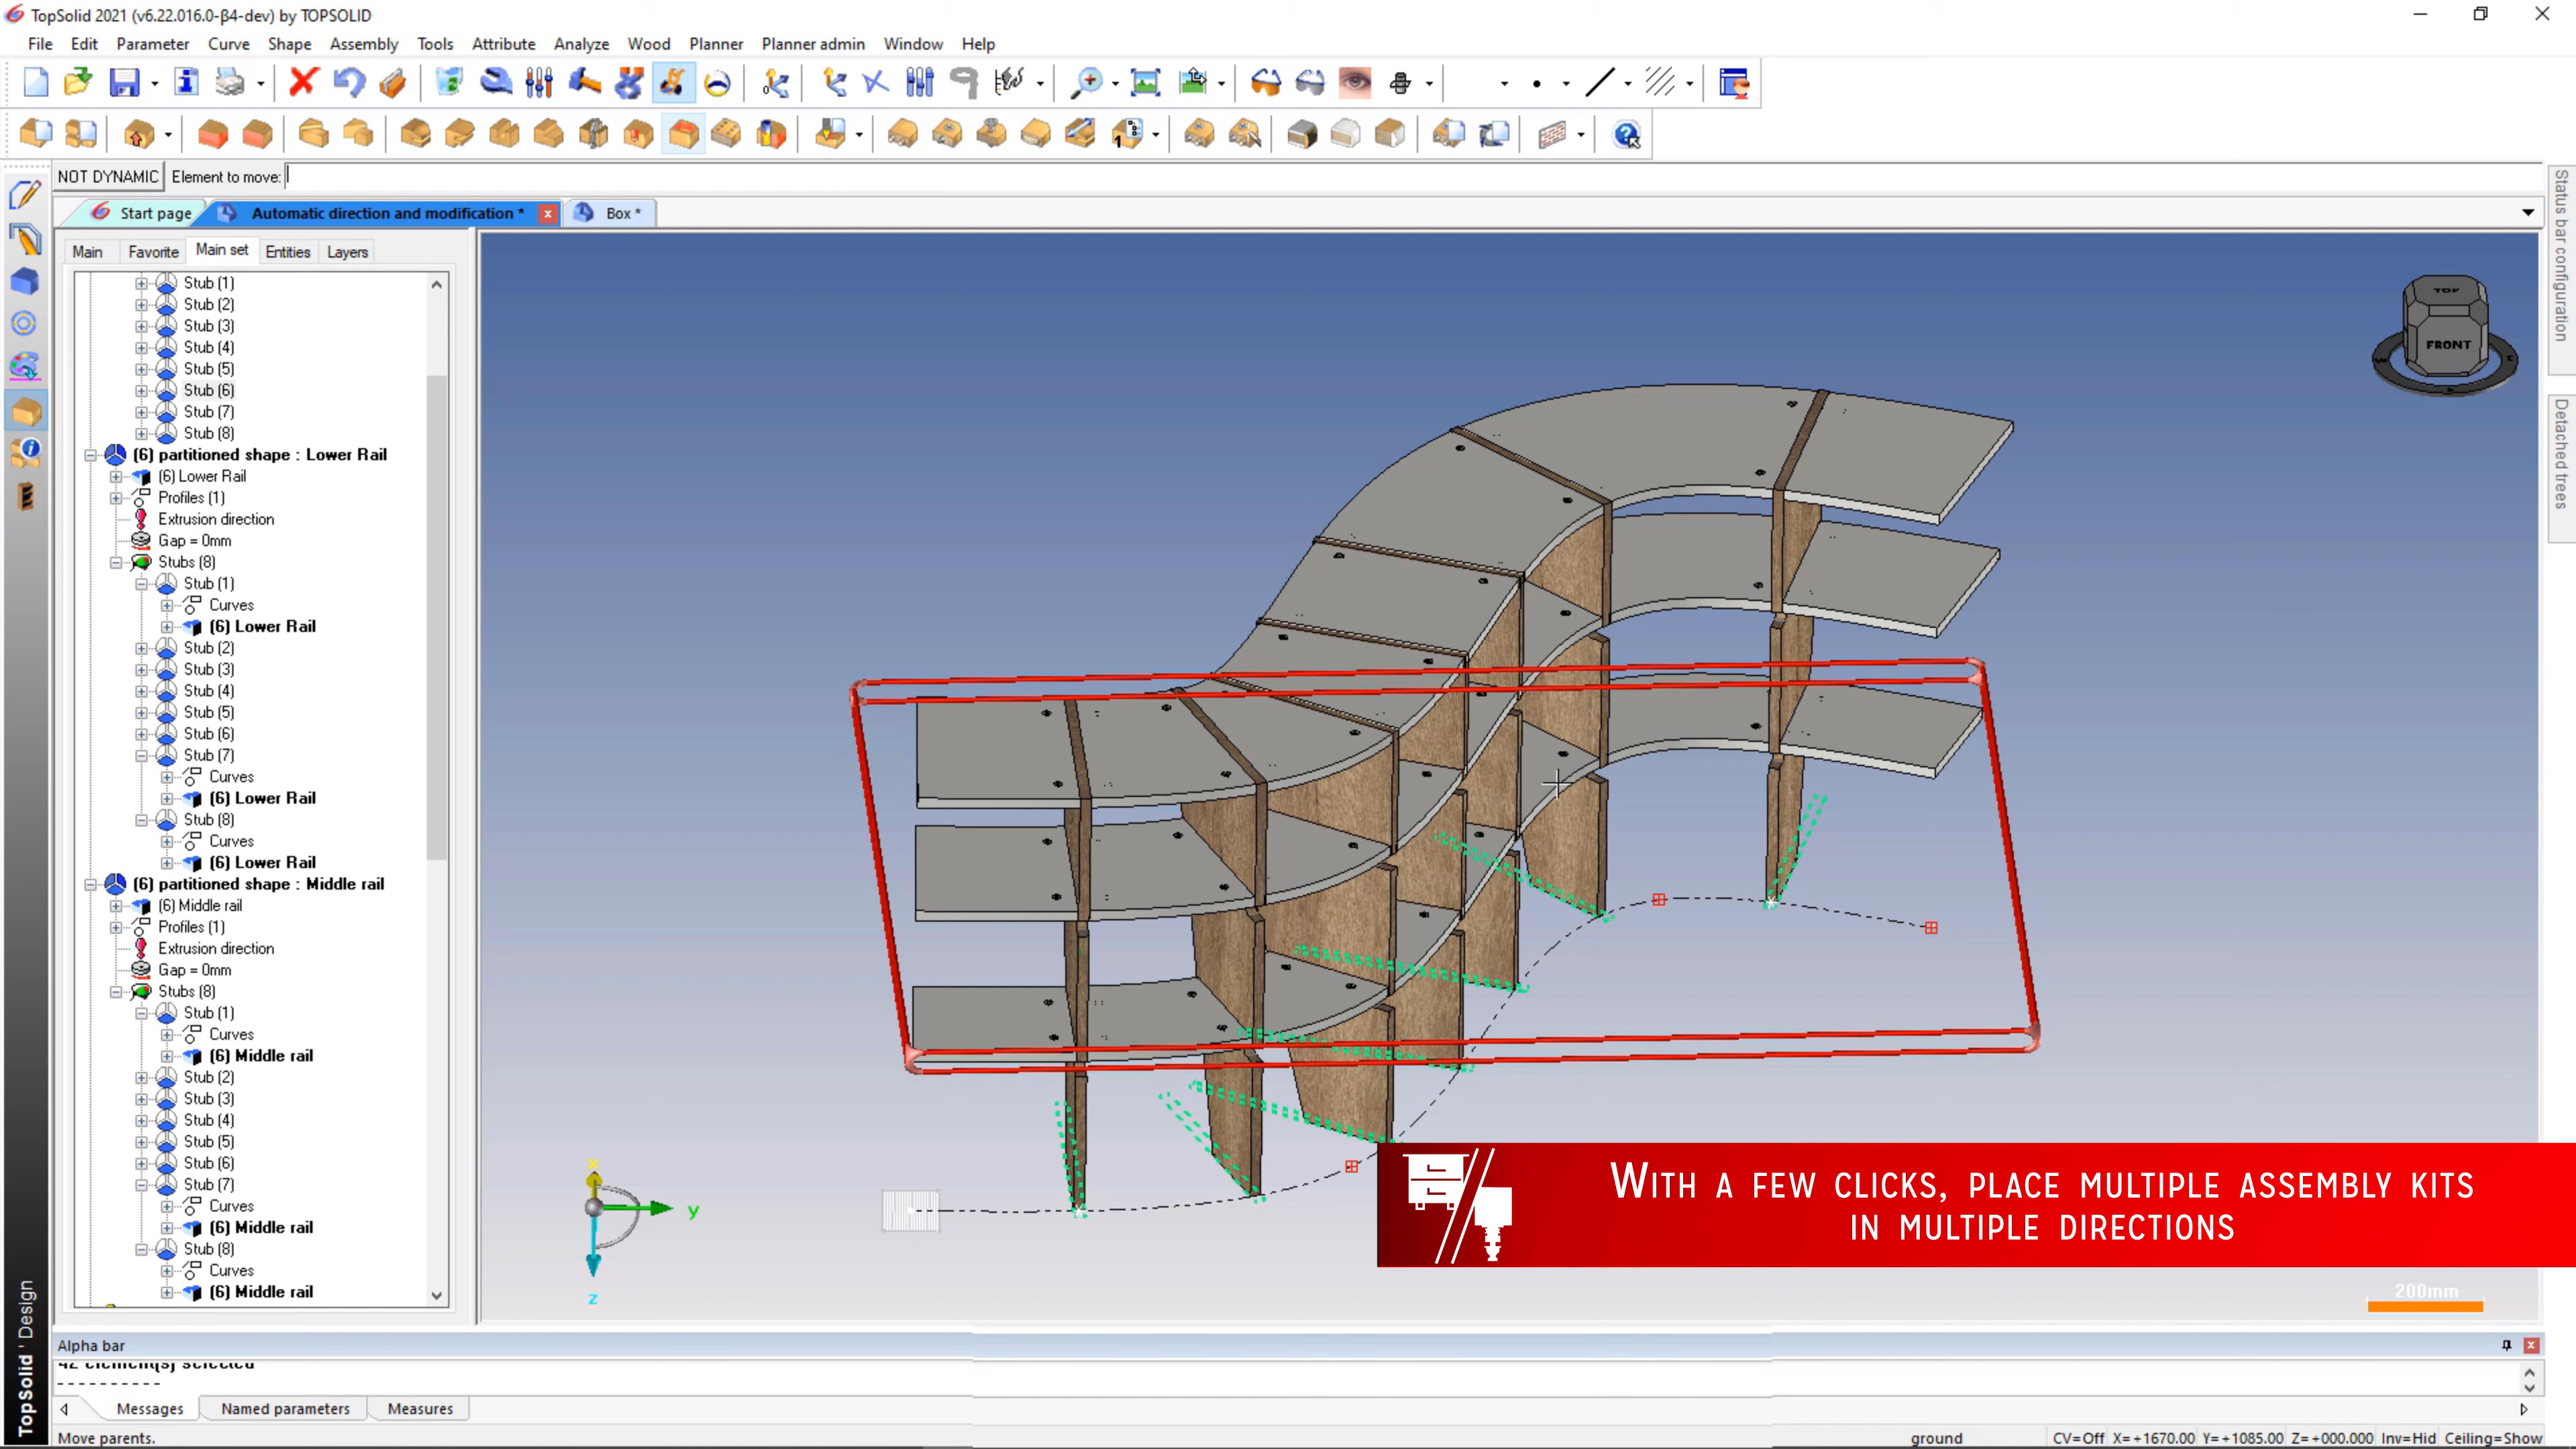 TopSolid 2021 (v6.22.016.0-β4-dev) by TOPSOLID
File Edit Parameter Curve Shape Assembly Tools Attribute Analyze Wood Planner Planner admin Window Help
NOT DYNAMIC Element to move:
Start page Automatic direction and modification * Box *
Main Favorite Main set Entities Layers
Stub (1)
Stub (2)
Stub (3)
Stub (4)
Stub (5)
Stub (6)
Stub (7)
Stub (8)
(6) partitioned shape : Lower Rail
(6) Lower Rail
Profiles (1)
Extrusion direction
Gap = 0mm
Stubs (8)
Stub (1)
Curves
(6) Lower Rail
Stub (2)
Stub (3)
Stub (4)
Stub (5)
Stub (6)
Stub (7)
Curves
(6) Lower Rail
Stub (8)
Curves
(6) Lower Rail
(6) partitioned shape : Middle rail
(6) Middle rail
Profiles (1)
Extrusion direction
Gap = 0mm
Stubs (8)
Stub (1)
Curves
(6) Middle rail
Stub (2)
Stub (3)
Stub (4)
Stub (5)
Stub (6)
Stub (7)
Curves
(6) Middle rail
Stub (8)
Curves
(6) Middle rail
TopSolid'Design
TOP
FRONT
Status bar configuration
Detached trees
x
y
z
WITH A FEW CLICKS, PLACE MULTIPLE ASSEMBLY KITS
IN MULTIPLE DIRECTIONS
200mm
Alpha bar
42 element(s) selected
----------
Messages Named parameters Measures
Move parents. ground CV=Off X=+1670.00 Y=+1085.00 Z=+000.000 Inv=Hid Ceiling=Show